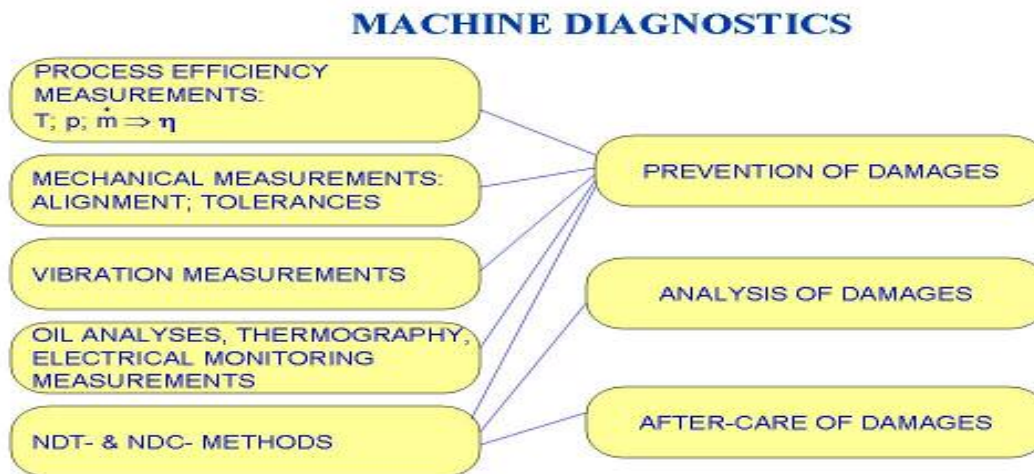 MACHINE DIAGNOSTICS
PROCESS EFFICIENCY
MEASUREMENTS:
T; p; ṁ ⇒ η
MECHANICAL MEASUREMENTS:
ALIGNMENT; TOLERANCES
VIBRATION MEASUREMENTS
OIL ANALYSES, THERMOGRAPHY,
ELECTRICAL MONITORING
MEASUREMENTS
NDT- & NDC- METHODS
PREVENTION OF DAMAGES
ANALYSIS OF DAMAGES
AFTER-CARE OF DAMAGES